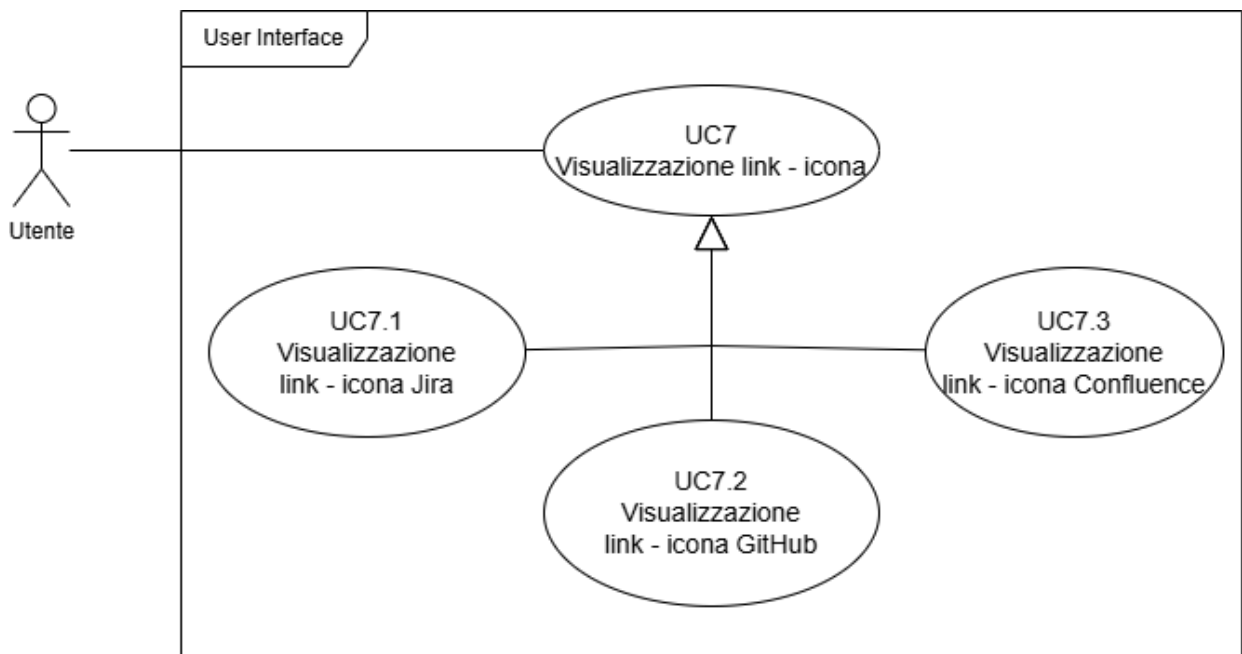 User Interface
UC7
Visualizzazione link - icona
Utente
UC7.1
Visualizzazione
link - icona Jira
UC7.3
Visualizzazione
link - icona Confluence
UC7.2
Visualizzazione
link - icona GitHub